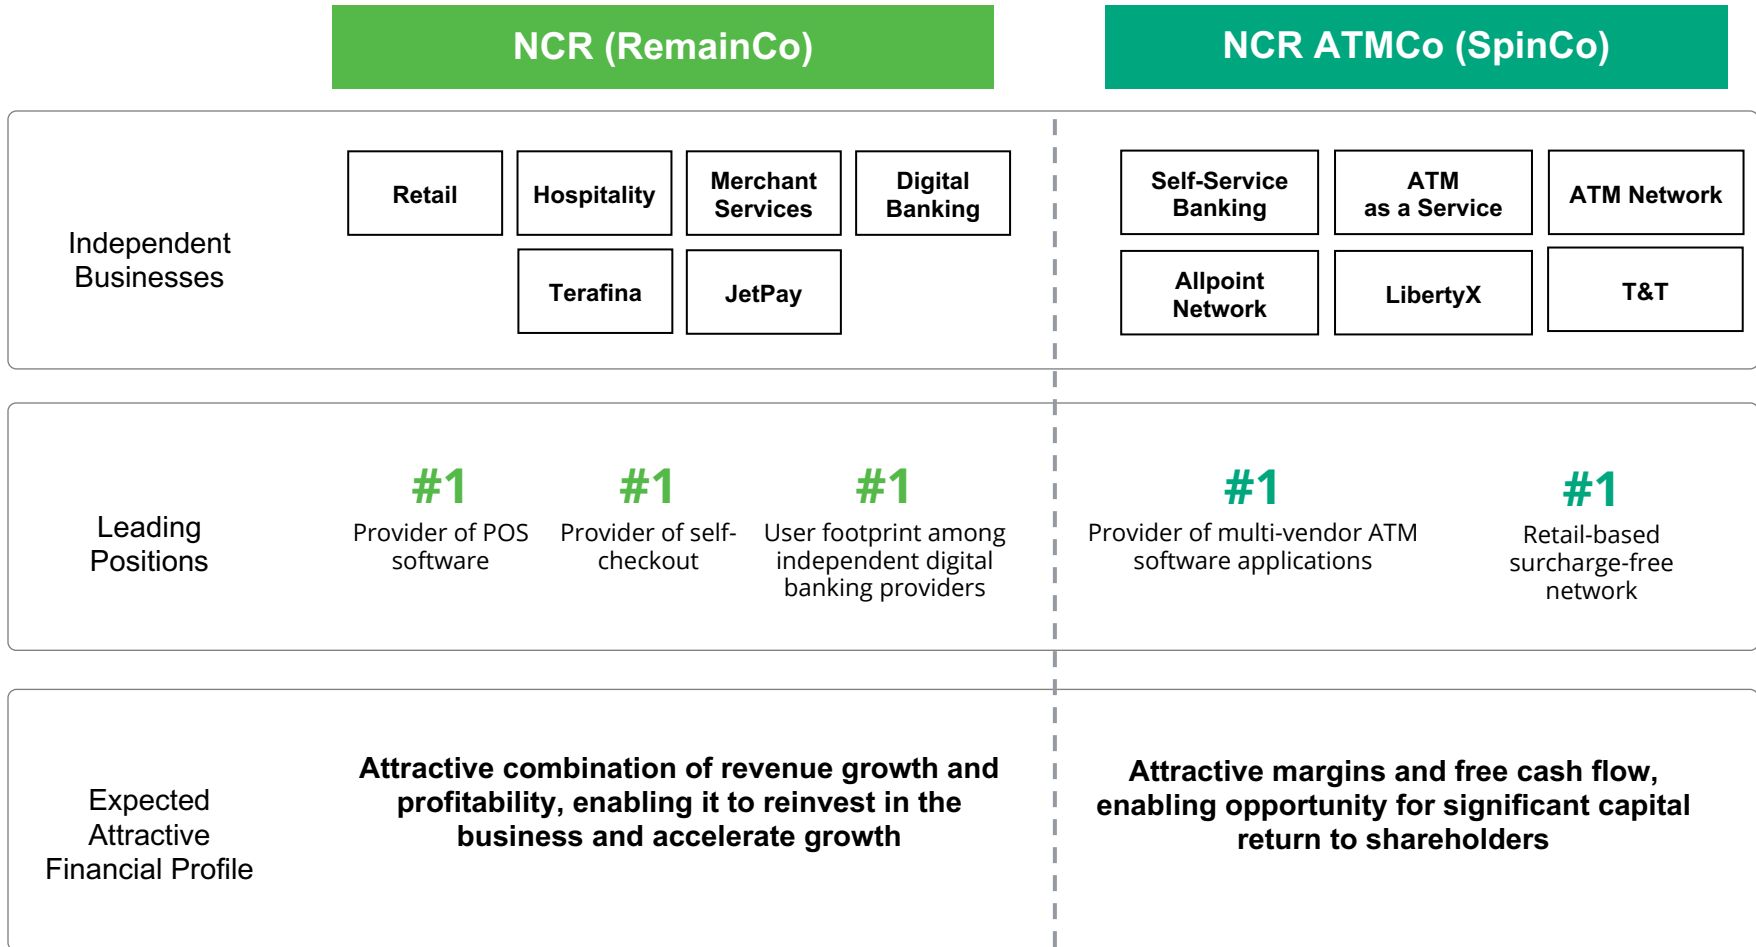 NCR (RemainCo)
NCR ATMCo (SpinCo)
Independent
Businesses
Retail
Hospitality
Merchant
Services
Digital
Banking
Terafina
JetPay
Self-Service
Banking
ATM
as a Service
ATM Network
Allpoint
Network
LibertyX
T&T
Leading
Positions
#1
Provider of POS
software
#1
Provider of self-
checkout
#1
User footprint among
independent digital
banking providers
#1
Provider of multi-vendor ATM
software applications
#1
Retail-based
surcharge-free
network
Expected
Attractive
Financial Profile
Attractive combination of revenue growth and
profitability, enabling it to reinvest in the
business and accelerate growth
Attractive margins and free cash flow,
enabling opportunity for significant capital
return to shareholders